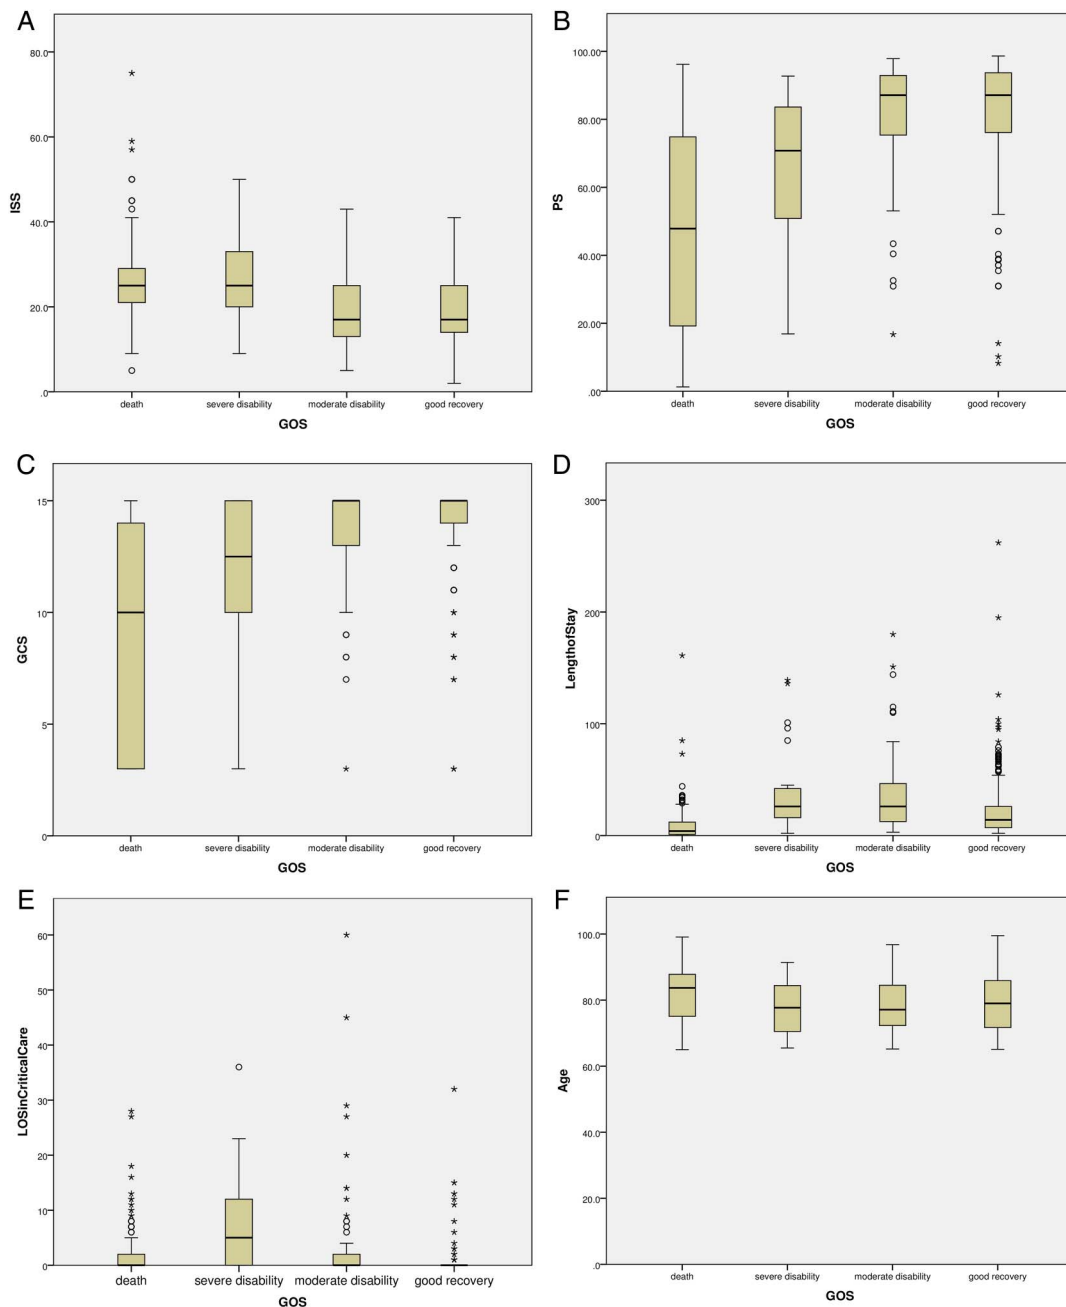 A
ISS
80.0
60.0
40.0
20.0
.0
death severe disability moderate disability good recovery
GOS
B
PS
100.00
80.00
60.00
40.00
20.00
.00
death severe disability moderate disability good recovery
GOS
C
GCS
15
10
5
0
death severe disability moderate disability good recovery
GOS
D
LengthofStay
300
200
100
0
death severe disability moderate disability good recovery
GOS
E
LOSinCriticalCare
60
50
40
30
20
10
0
death severe disability moderate disability good recovery
GOS
F
Age
100.0
80.0
60.0
40.0
20.0
.0
death severe disability moderate disability good recovery
GOS